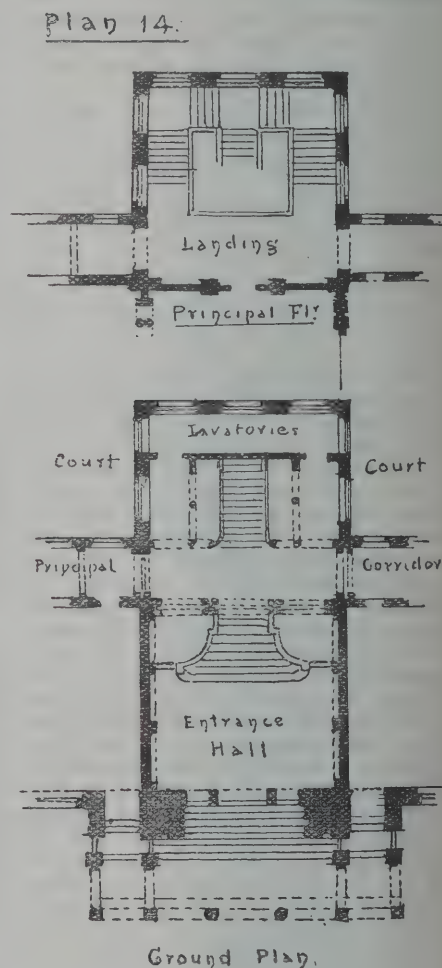 Plan 14.
Landing
Principal Flr
Lavatories
Court
Court
Principal
Corridor
Entrance
Hall
Ground Plan.